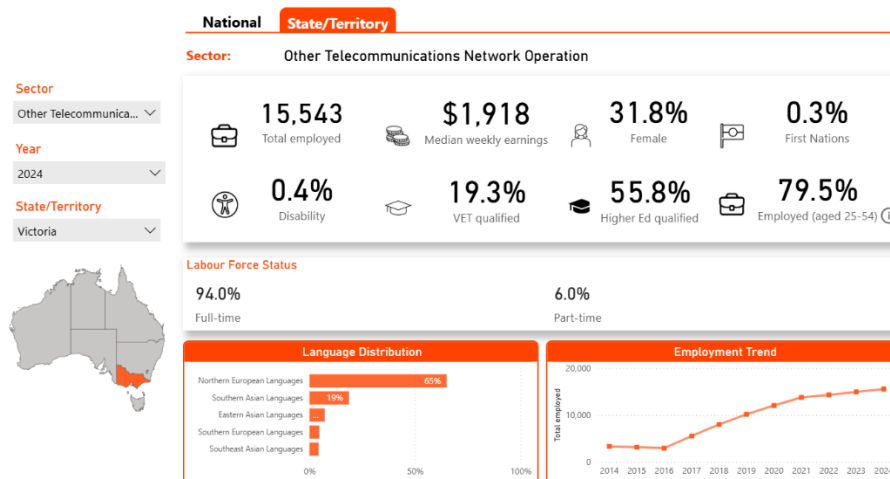 National State/Territory
Sector: Other Telecommunications Network Operation
Sector
Other Telecommunica...
Year
2024
State/Territory
Victoria
15,543
Total employed
$1,918
Median weekly earnings
31.8%
Female
0.3%
First Nations
0.4%
Disability
19.3%
VET qualified
55.8%
Higher Ed qualified
79.5%
Employed (aged 25-54)
Labour Force Status
94.0%
Full-time
6.0%
Part-time
Language Distribution
Northern European Languages 65%
Southern Asian Languages 19%
Eastern Asian Languages ...
Southern European Languages
Southeast Asian Languages
0% 50% 100%
Employment Trend
Total employed
20,000
10,000
0
2014 2015 2016 2017 2018 2019 2020 2021 2022 2023 2024